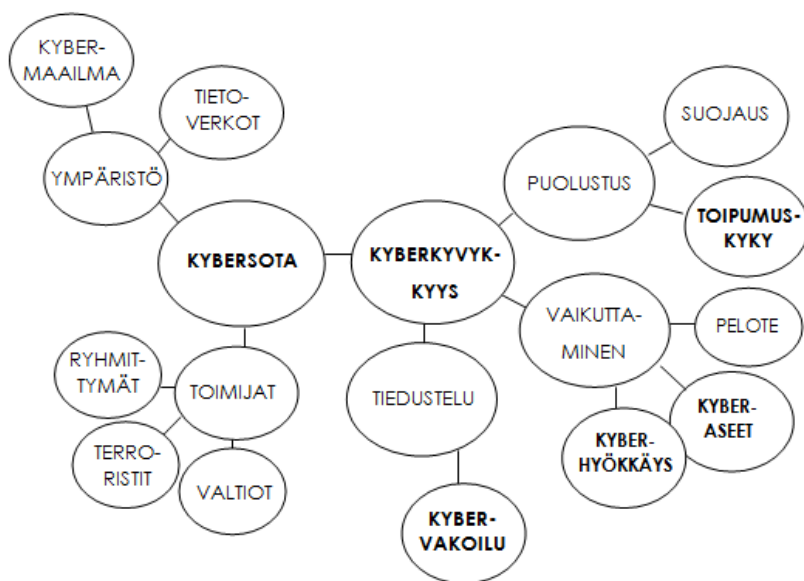 KYBER-
MAAILMA
TIETO-
VERKOT
YMPÄRISTÖ
KYBERSOTA
RYHMIT-
TYMÄT
TOIMIJAT
TERRO-
RISTIT
VALTIOT
KYBERKYVYK-
KYYS
TIEDUSTELU
KYBER-
VAKOILU
PUOLUSTUS
SUOJAUS
TOIPUMUS-
KYKY
VAIKUTTA-
MINEN
PELOTE
KYBER-
ASEET
KYBER-
HYÖKKÄYS